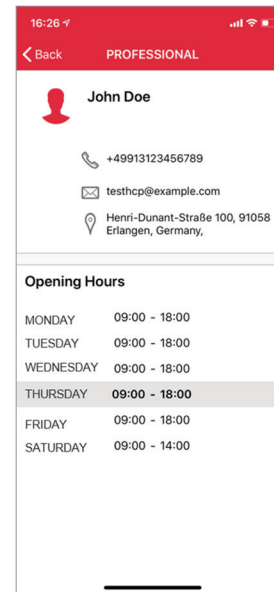 16:26
Back PROFESSIONAL
John Doe
+49913123456789
testhcp@example.com
Henri-Dunant-Straße 100, 91058
Erlangen, Germany,
Opening Hours
MONDAY 09:00 - 18:00
TUESDAY 09:00 - 18:00
WEDNESDAY 09:00 - 18:00
THURSDAY 09:00 - 18:00
FRIDAY 09:00 - 18:00
SATURDAY 09:00 - 14:00